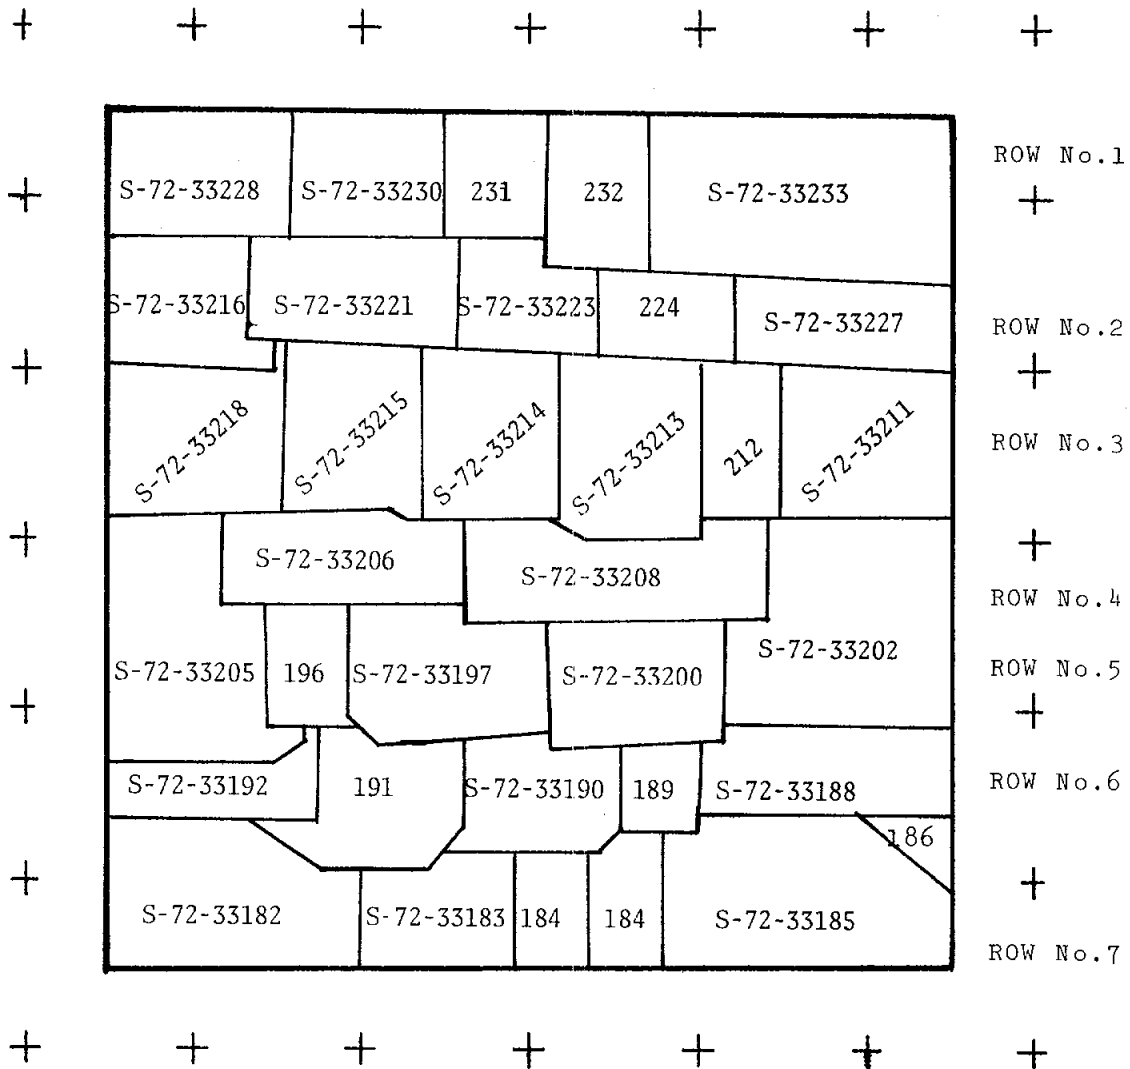 ROW No.1
S-72-33228 S-72-33230 231 232 S-72-33233
S-72-33216 S-72-33221 S-72-33223 224 S-72-33227
ROW No.2
S-72-33218 S-72-33215 S-72-33214 S-72-33213 212 S-72-33211
ROW No.3
S-72-33206 S-72-33208
ROW No.4
S-72-33205 196 S-72-33197 S-72-33200 S-72-33202
ROW No.5
S-72-33192 191 S-72-33190 189 S-72-33188
ROW No.6
186
S-72-33182 S-72-33183 184 184 S-72-33185
ROW No.7